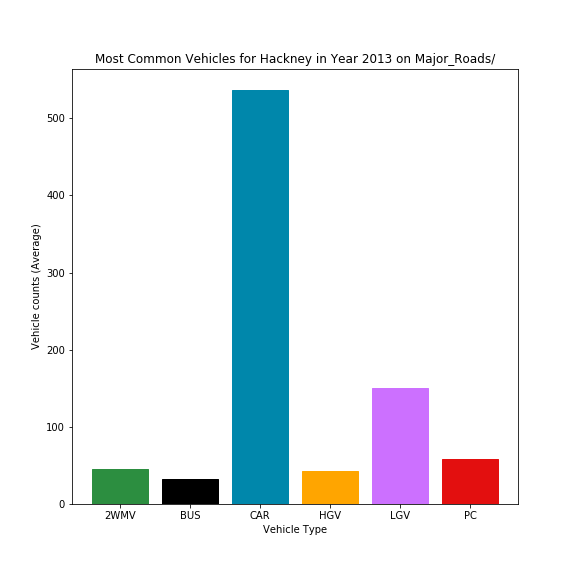 Most Common Vehicles for Hackney in Year 2013 on Major_Roads/
Vehicle counts (Average)
500
400
300
200
100
0
2WMV BUS CAR HGV LGV PC
Vehicle Type